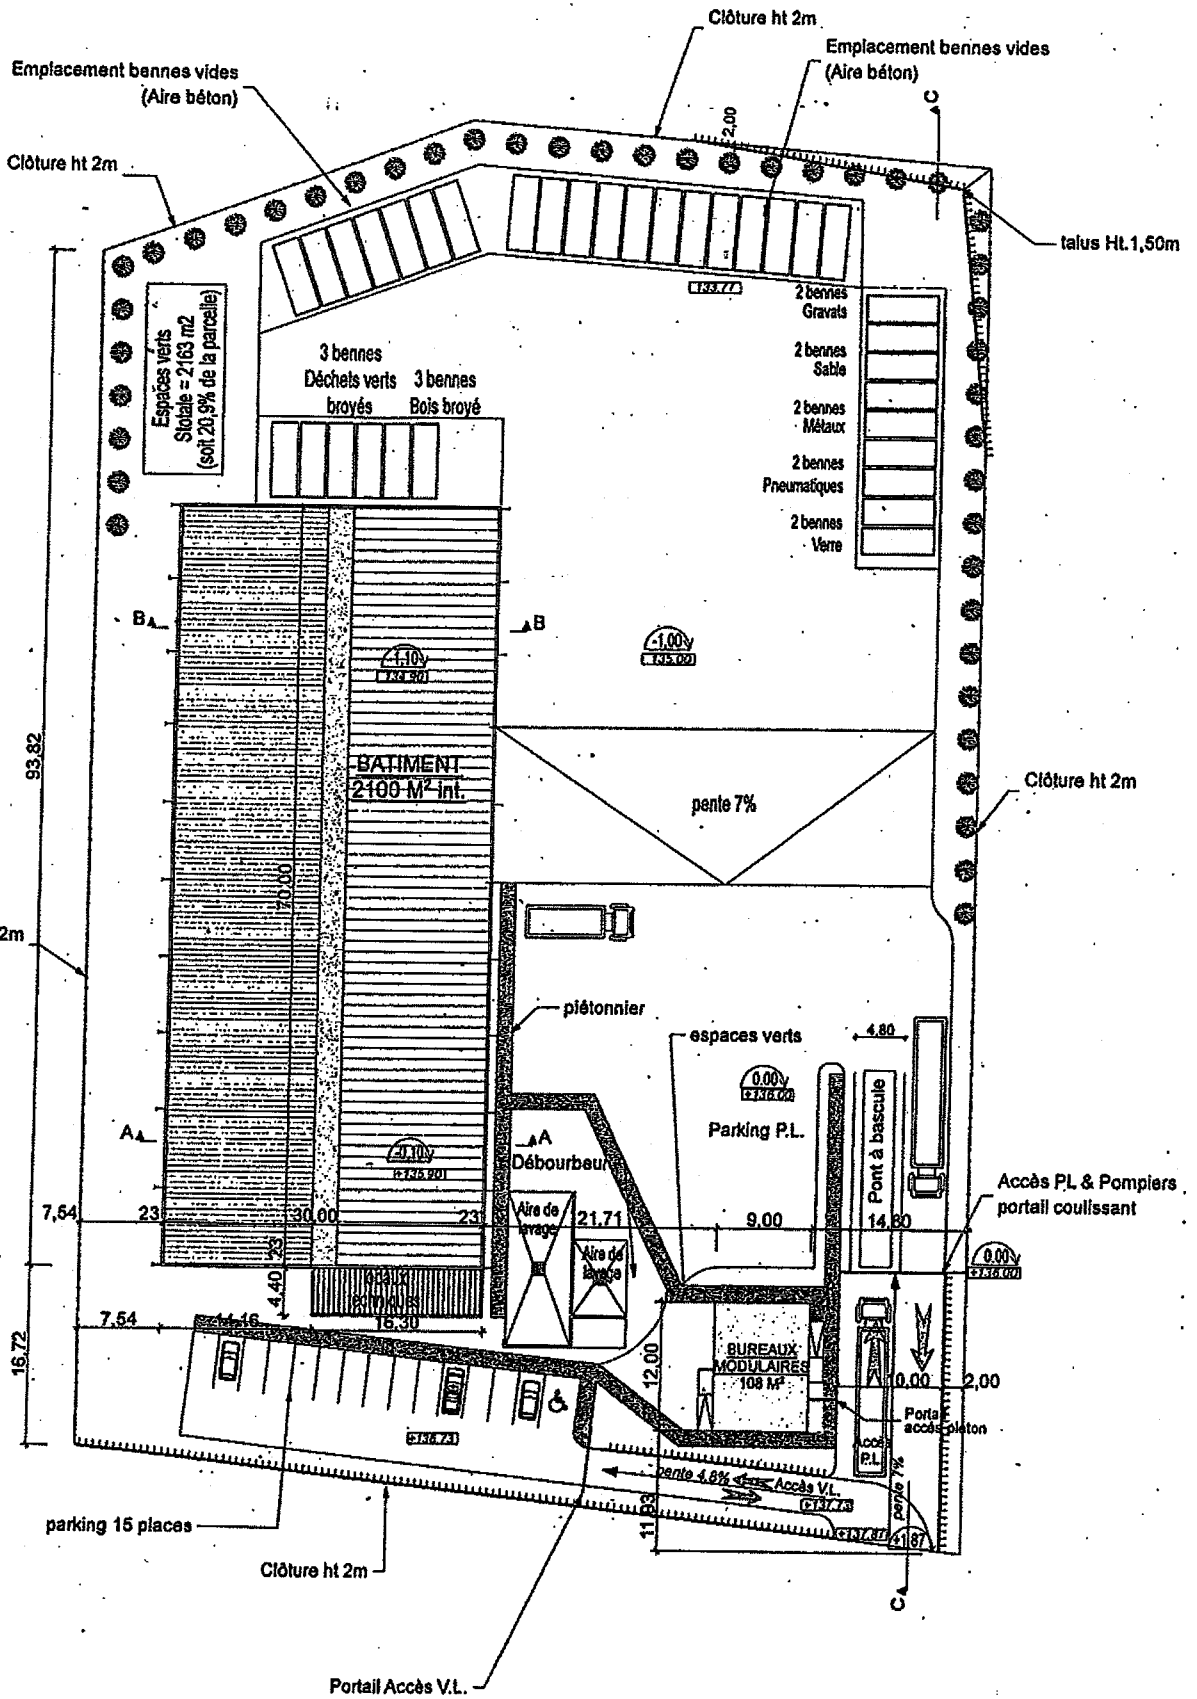 Clôture ht 2m
Emplacement bennes vides
(Aire béton)
Emplacement bennes vides
(Aire béton)
Clôture ht 2m
2,00
C
talus Ht.1,50m
Espaces verts
Stotale = 2163 m2
(soit 20,9% de la parcelle)
133.77
2 bennes
Gravats
2 bennes
Sable
2 bennes
Métaux
2 bennes
Pneumatiques
2 bennes
Verre
3 bennes
Déchets verts
broyés
3 bennes
Bois broyé
B
B
-1,10
134.90
-1,00
135.00
93,82
BATIMENT
2100 M² int.
70,00
pente 7%
Clôture ht 2m
2m
piétonnier
espaces verts
4,80
0.00
+136.00
Parking P.L.
Pont à bascule
A
A
-0,10
+135.90
Débourbeur
Aire de
lavage
Aire de
lavage
Accès P.L & Pompiers
portail coulissant
7,54
23
30.00
23
21.71
9,00
14,80
0.00
+136.00
4,40
23
7,54
14,16
16.30
16,72
12,00
BUREAUX
MODULAIRES
108 M²
10,00
2,00
Portail
accès piéton
Accès
P.L.
+136.73
pente 4.8%
Accès V.L.
+137.73
pente 7%
+137.87
+1.87
11,93
parking 15 places
Clôture ht 2m
C
Portail Accès V.L.